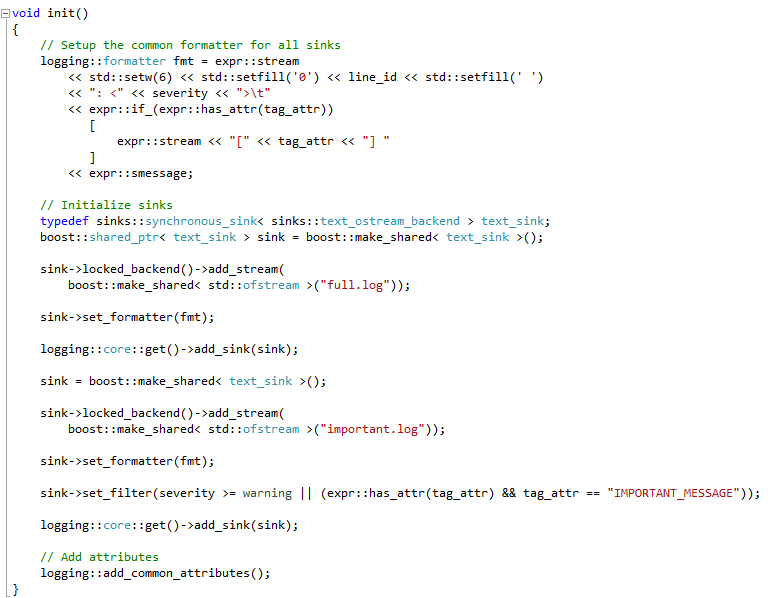 void init()
{
    // Setup the common formatter for all sinks
    logging::formatter fmt = expr::stream
        << std::setw(6) << std::setfill('0') << line_id << std::setfill(' ')
        << ": <" << severity << ">\t"
        << expr::if_(expr::has_attr(tag_attr))
           [
               expr::stream << "[" << tag_attr << "] "
           ]
        << expr::smessage;

    // Initialize sinks
    typedef sinks::synchronous_sink< sinks::text_ostream_backend > text_sink;
    boost::shared_ptr< text_sink > sink = boost::make_shared< text_sink >();

    sink->locked_backend()->add_stream(
        boost::make_shared< std::ofstream >("full.log"));

    sink->set_formatter(fmt);

    logging::core::get()->add_sink(sink);

    sink = boost::make_shared< text_sink >();

    sink->locked_backend()->add_stream(
        boost::make_shared< std::ofstream >("important.log"));

    sink->set_formatter(fmt);

    sink->set_filter(severity >= warning || (expr::has_attr(tag_attr) && tag_attr == "IMPORTANT_MESSAGE"));

    logging::core::get()->add_sink(sink);

    // Add attributes
    logging::add_common_attributes();
}